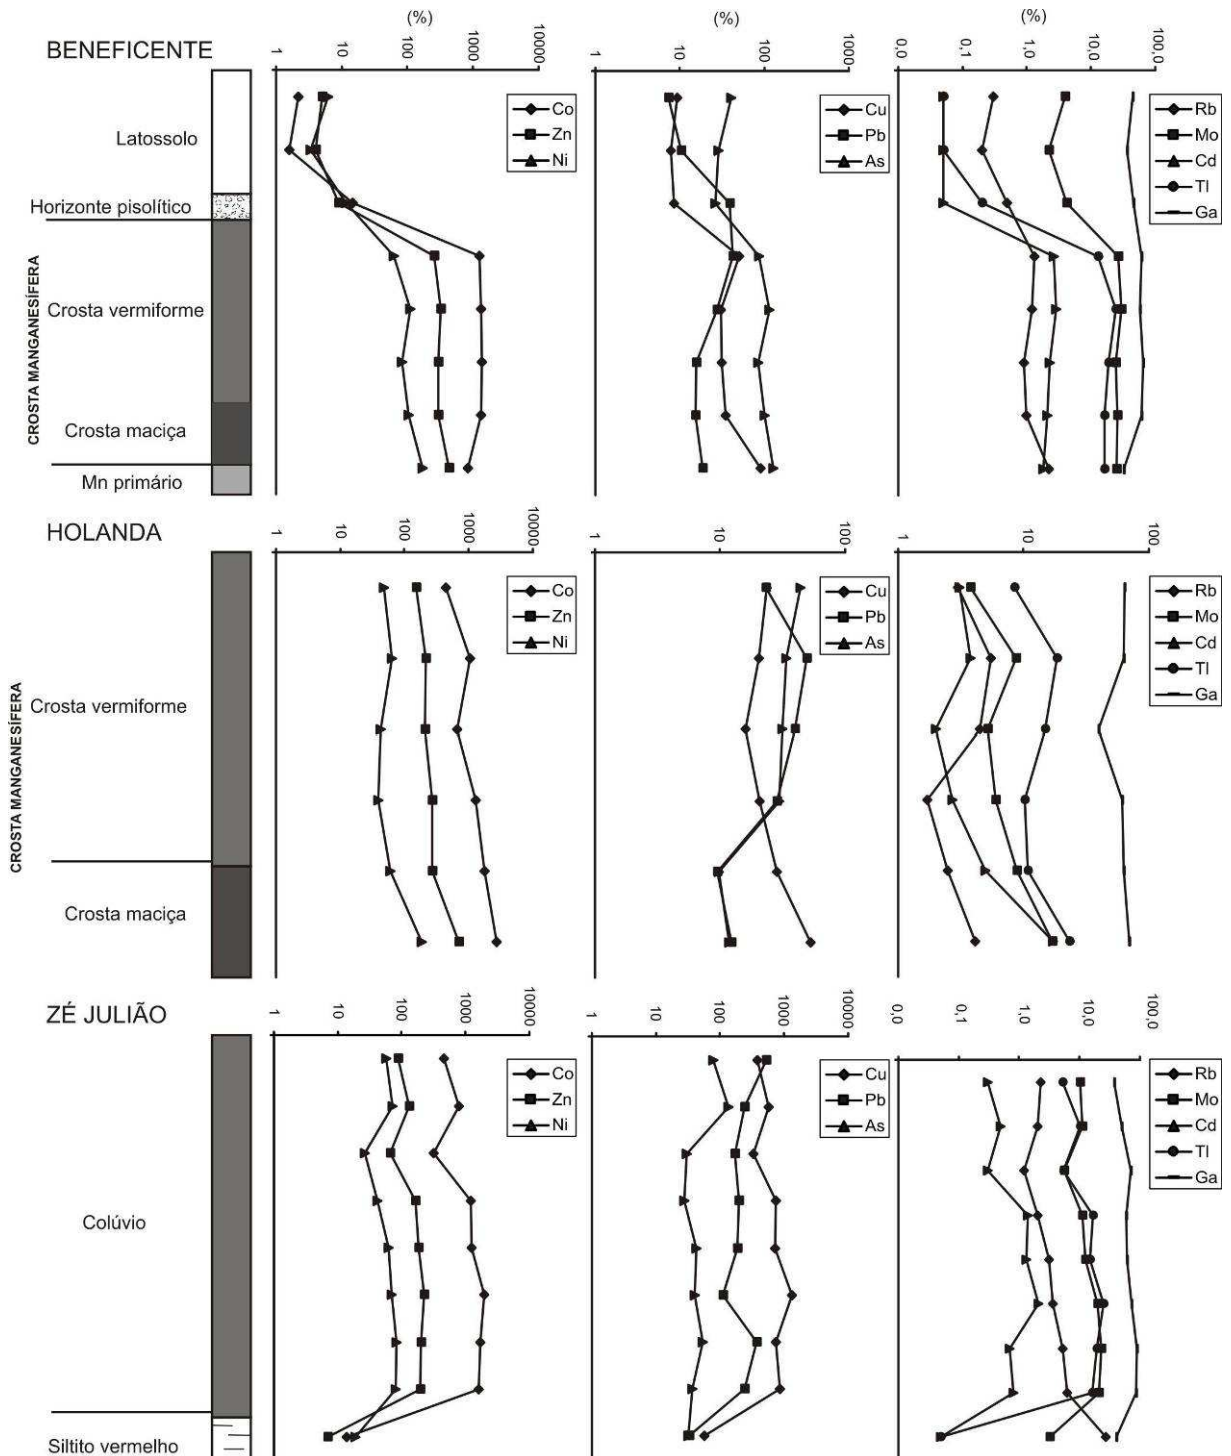 (%)
(%)
(%)
BENEFICENTE
1
10
100
1000
10000
1
10
100
1000
0,0
0,1
1,0
10,0
100,0
Co
Zn
Ni
Cu
Pb
As
Rb
Mo
Cd
Tl
Ga
Latossolo
Horizonte pisolítico
CROSTA MANGANESÍFERA
Crosta vermiforme
Crosta maciça
Mn primário
HOLANDA
1
10
100
1000
10000
1
10
100
1
10
100
Co
Zn
Ni
Cu
Pb
As
Rb
Mo
Cd
Tl
Ga
CROSTA MANGANESÍFERA
Crosta vermiforme
Crosta maciça
ZÉ JULIÃO
1
10
100
1000
10000
1
10
100
1000
10000
0,0
0,1
1,0
10,0
100,0
Co
Zn
Ni
Cu
Pb
As
Rb
Mo
Cd
Tl
Ga
Colúvio
Siltito vermelho